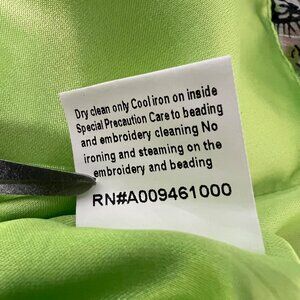 Dry clean only Cool iron on inside
Special Precaution Care to beading
and embroidery cleaning No
ironing and steaming on the
embroidery and beading
RN#A009461000